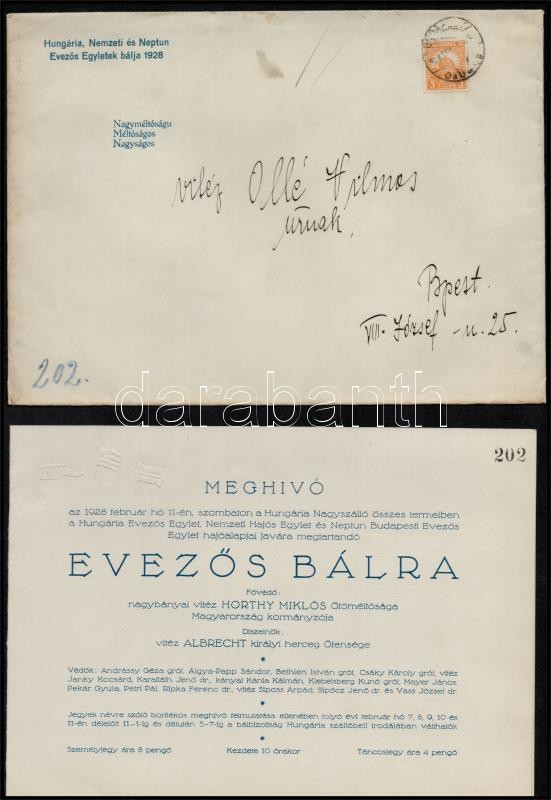 Hungária, Nemzeti és Neptun
Evezős Egyletek bálja 1928
Nagyméltóságu
Méltóságos
Nagyságos
vitéz Ollé Vilmos
úrnak,
Bpest.
VIII. József-u. 25.
202.
darabanth
202
MEGHIVÓ
az 1928 február hó 11-én, szombaton a Hungária Nagyszálló összes termeiben
a Hungária Evezős Egylet, Nemzeti Hajós Egylet és Neptun Budapesti Evezős
Egylet hajóalapjai javára megtartandó
EVEZŐS BÁLRA
Fővédő:
nagybányai vitéz HORTHY MIKLÓS Őfőméltósága
Magyarország kormányzója
Díszelnök:
vitéz ALBRECHT királyi herceg Őfensége
Védők: Andrássy Géza gróf, Algya-Papp Sándor, Bethlen István gróf, Csáky Károly gróf, vitéz
Janky Kocsárd, Karafiáth Jenő dr., kányai Kánia Kálmán, Klebelsberg Kunó gróf, Mayer János,
Pekár Gyula, Petri Pál, Ripka Ferenc dr., vitéz Siposs Árpád, Sipőcz Jenő dr. és Vass József dr.
Jegyek névre szóló borítékos meghívó felmutatása ellenében folyó évi február hó 7, 8, 9, 10 és
11-én délelőtt 11–1-ig és délután 5–7-ig a bálbizottság Hungária szállóbeli irodájában válthatók
Személyjegy ára 8 pengő Kezdete 10 órakor Táncosjegy ára 4 pengő